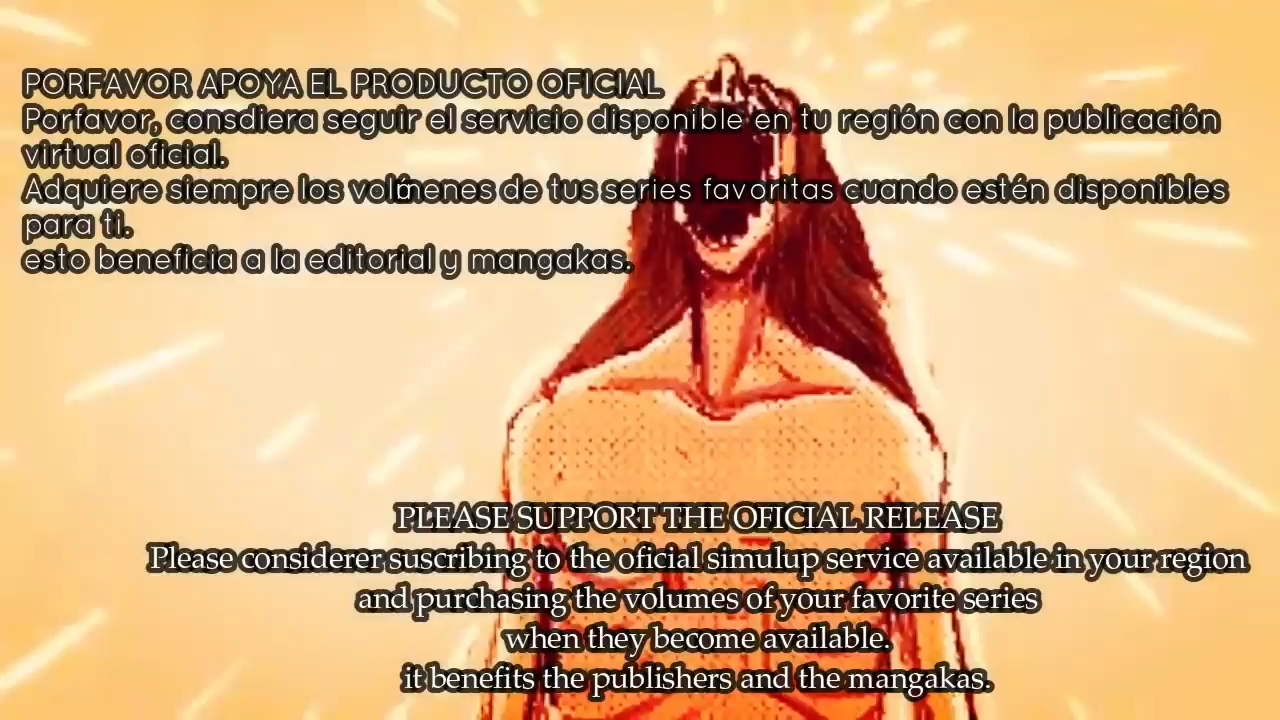 PORFAVOR APOYA EL PRODUCTO OFICIAL
Porfavor, consdiera seguir el servicio disponible en tu región con la publicación
virtual oficial.
Adquiere siempre los volúmenes de tus series favoritas cuando estén disponibles
para ti.
esto beneficia a la editorial y mangakas.
PLEASE SUPPORT THE OFICIAL RELEASE
Please considerer suscribing to the oficial simulup service available in your region
and purchasing the volumes of your favorite series
when they become available.
it benefits the publishers and the mangakas.